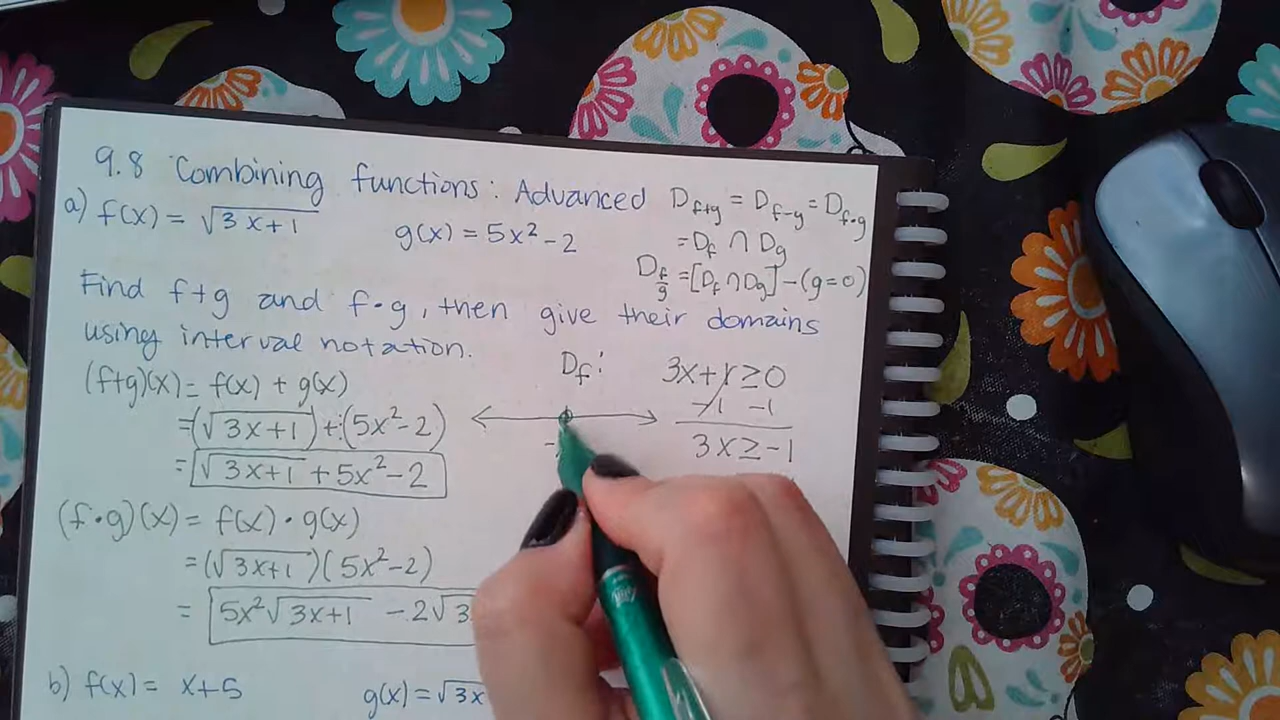 9.8 Combining functions: Advanced
a) f(x) = √3x+1
g(x) = 5x² - 2
D f+g = D f-g = D f•g
= Df ∩ Dg
D f/g = [Df ∩ Dg] - (g=0)
Find f+g and f•g, then give their domains
using interval notation.
(f+g)(x) = f(x) + g(x)
= (√3x+1) + (5x² - 2)
= √3x+1 + 5x² - 2
(f•g)(x) = f(x) • g(x)
= (√3x+1)(5x² - 2)
= 5x²√3x+1 - 2√3
Df:
3x+1 ≥ 0
-1 -1
3x ≥ -1
b) f(x) = x+5
g(x) = √3x